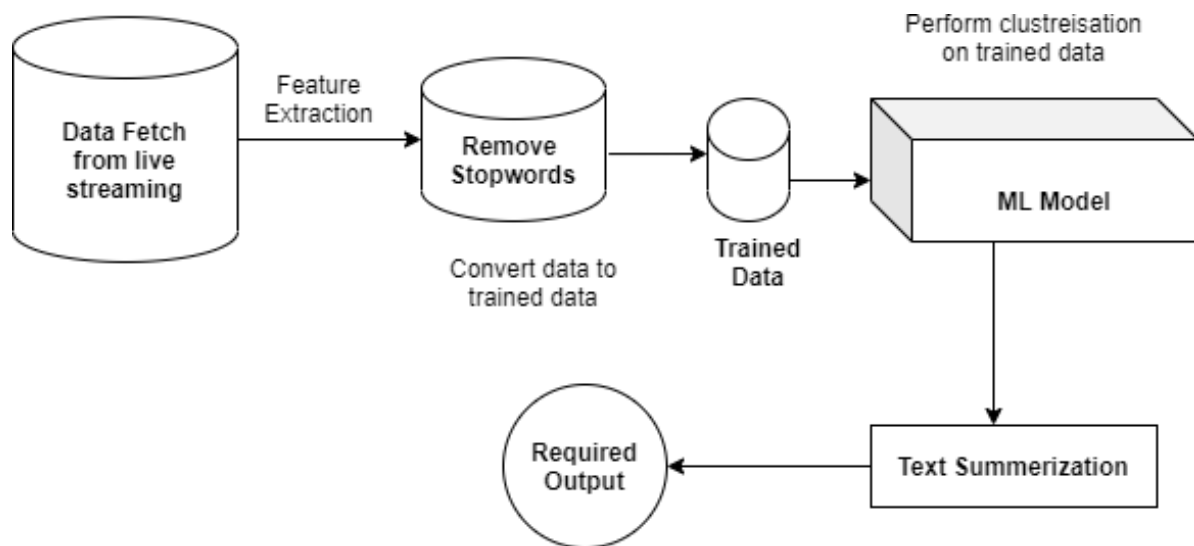 Data Fetch
from live
streaming
Feature
Extraction
Remove
Stopwords
Convert data to
trained data
Trained
Data
Perform clustreisation
on trained data
ML Model
Text Summerization
Required
Output